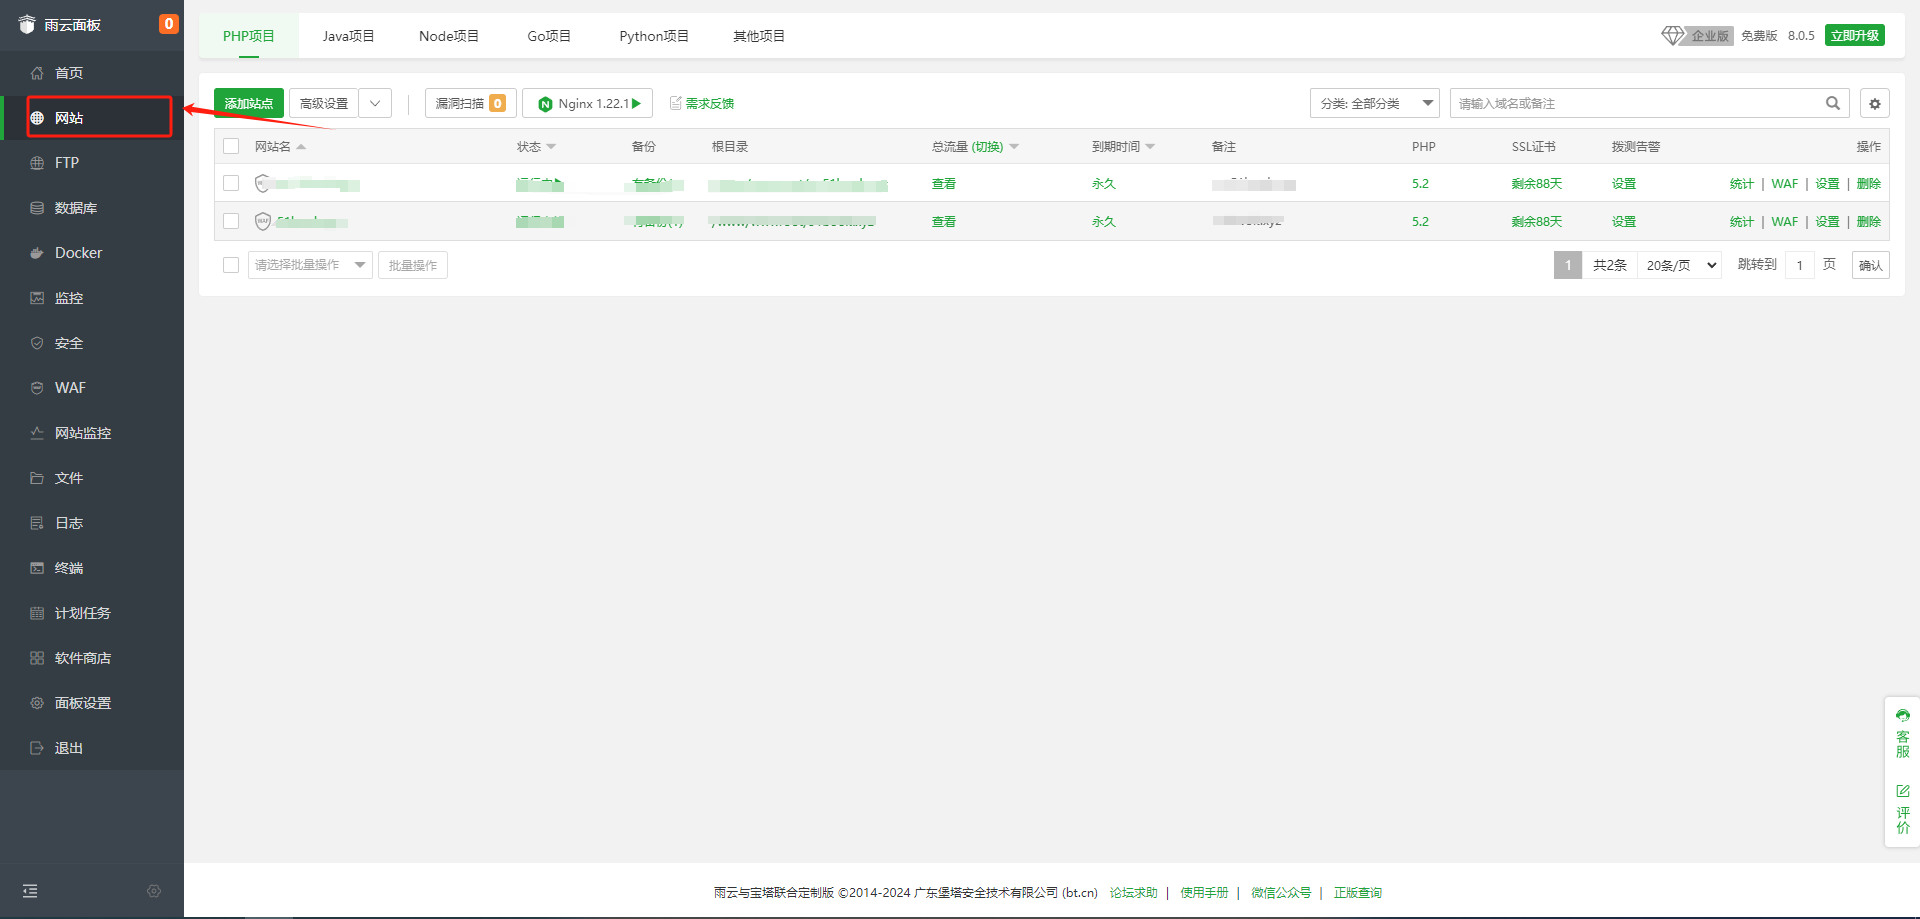 雨云面板
0
首页
网站
FTP
数据库
Docker
监控
安全
WAF
网站监控
文件
日志
终端
计划任务
软件商店
面板设置
退出
PHP项目 Java项目 Node项目 Go项目 Python项目 其他项目
企业版 免费版 8.0.5 立即升级
添加站点 高级设置 漏洞扫描 0 Nginx 1.22.1 需求反馈
分类: 全部分类 请输入域名或备注
网站名 状态 备份 根目录 总流量 (切换) 到期时间 备注 PHP SSL证书 拨测告警 操作
查看 永久 5.2 剩余88天 设置 统计 | WAF | 设置 | 删除
查看 永久 5.2 剩余88天 设置 统计 | WAF | 设置 | 删除
请选择批量操作 批量操作
1 共2条 20条/页 跳转到 1 页 确认
客服
评价
雨云与宝塔联合定制版 ©2014-2024 广东堡塔安全技术有限公司 (bt.cn) 论坛求助 | 使用手册 | 微信公众号 | 正版查询